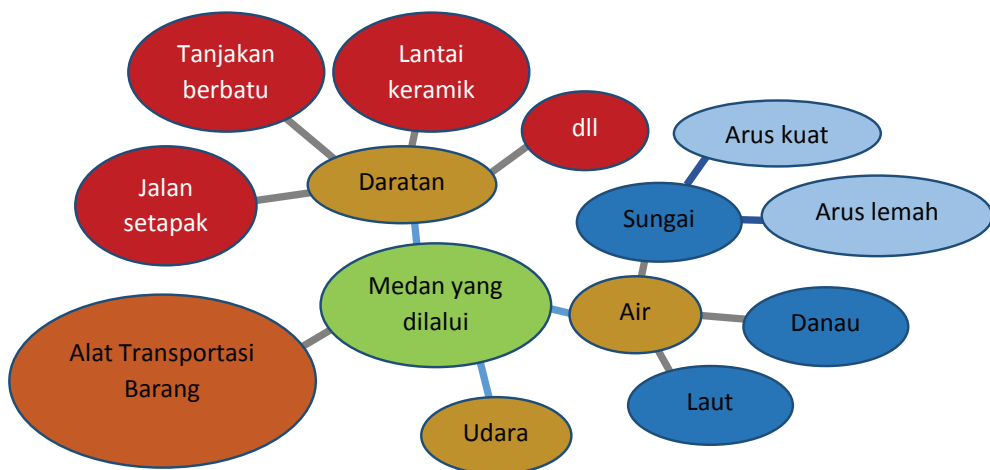 Tanjakan
berbatu
Lantai
keramik
dll
Arus kuat
Jalan
setapak
Daratan
Sungai
Arus lemah
Medan yang
dilalui
Air
Danau
Alat Transportasi
Barang
Laut
Udara